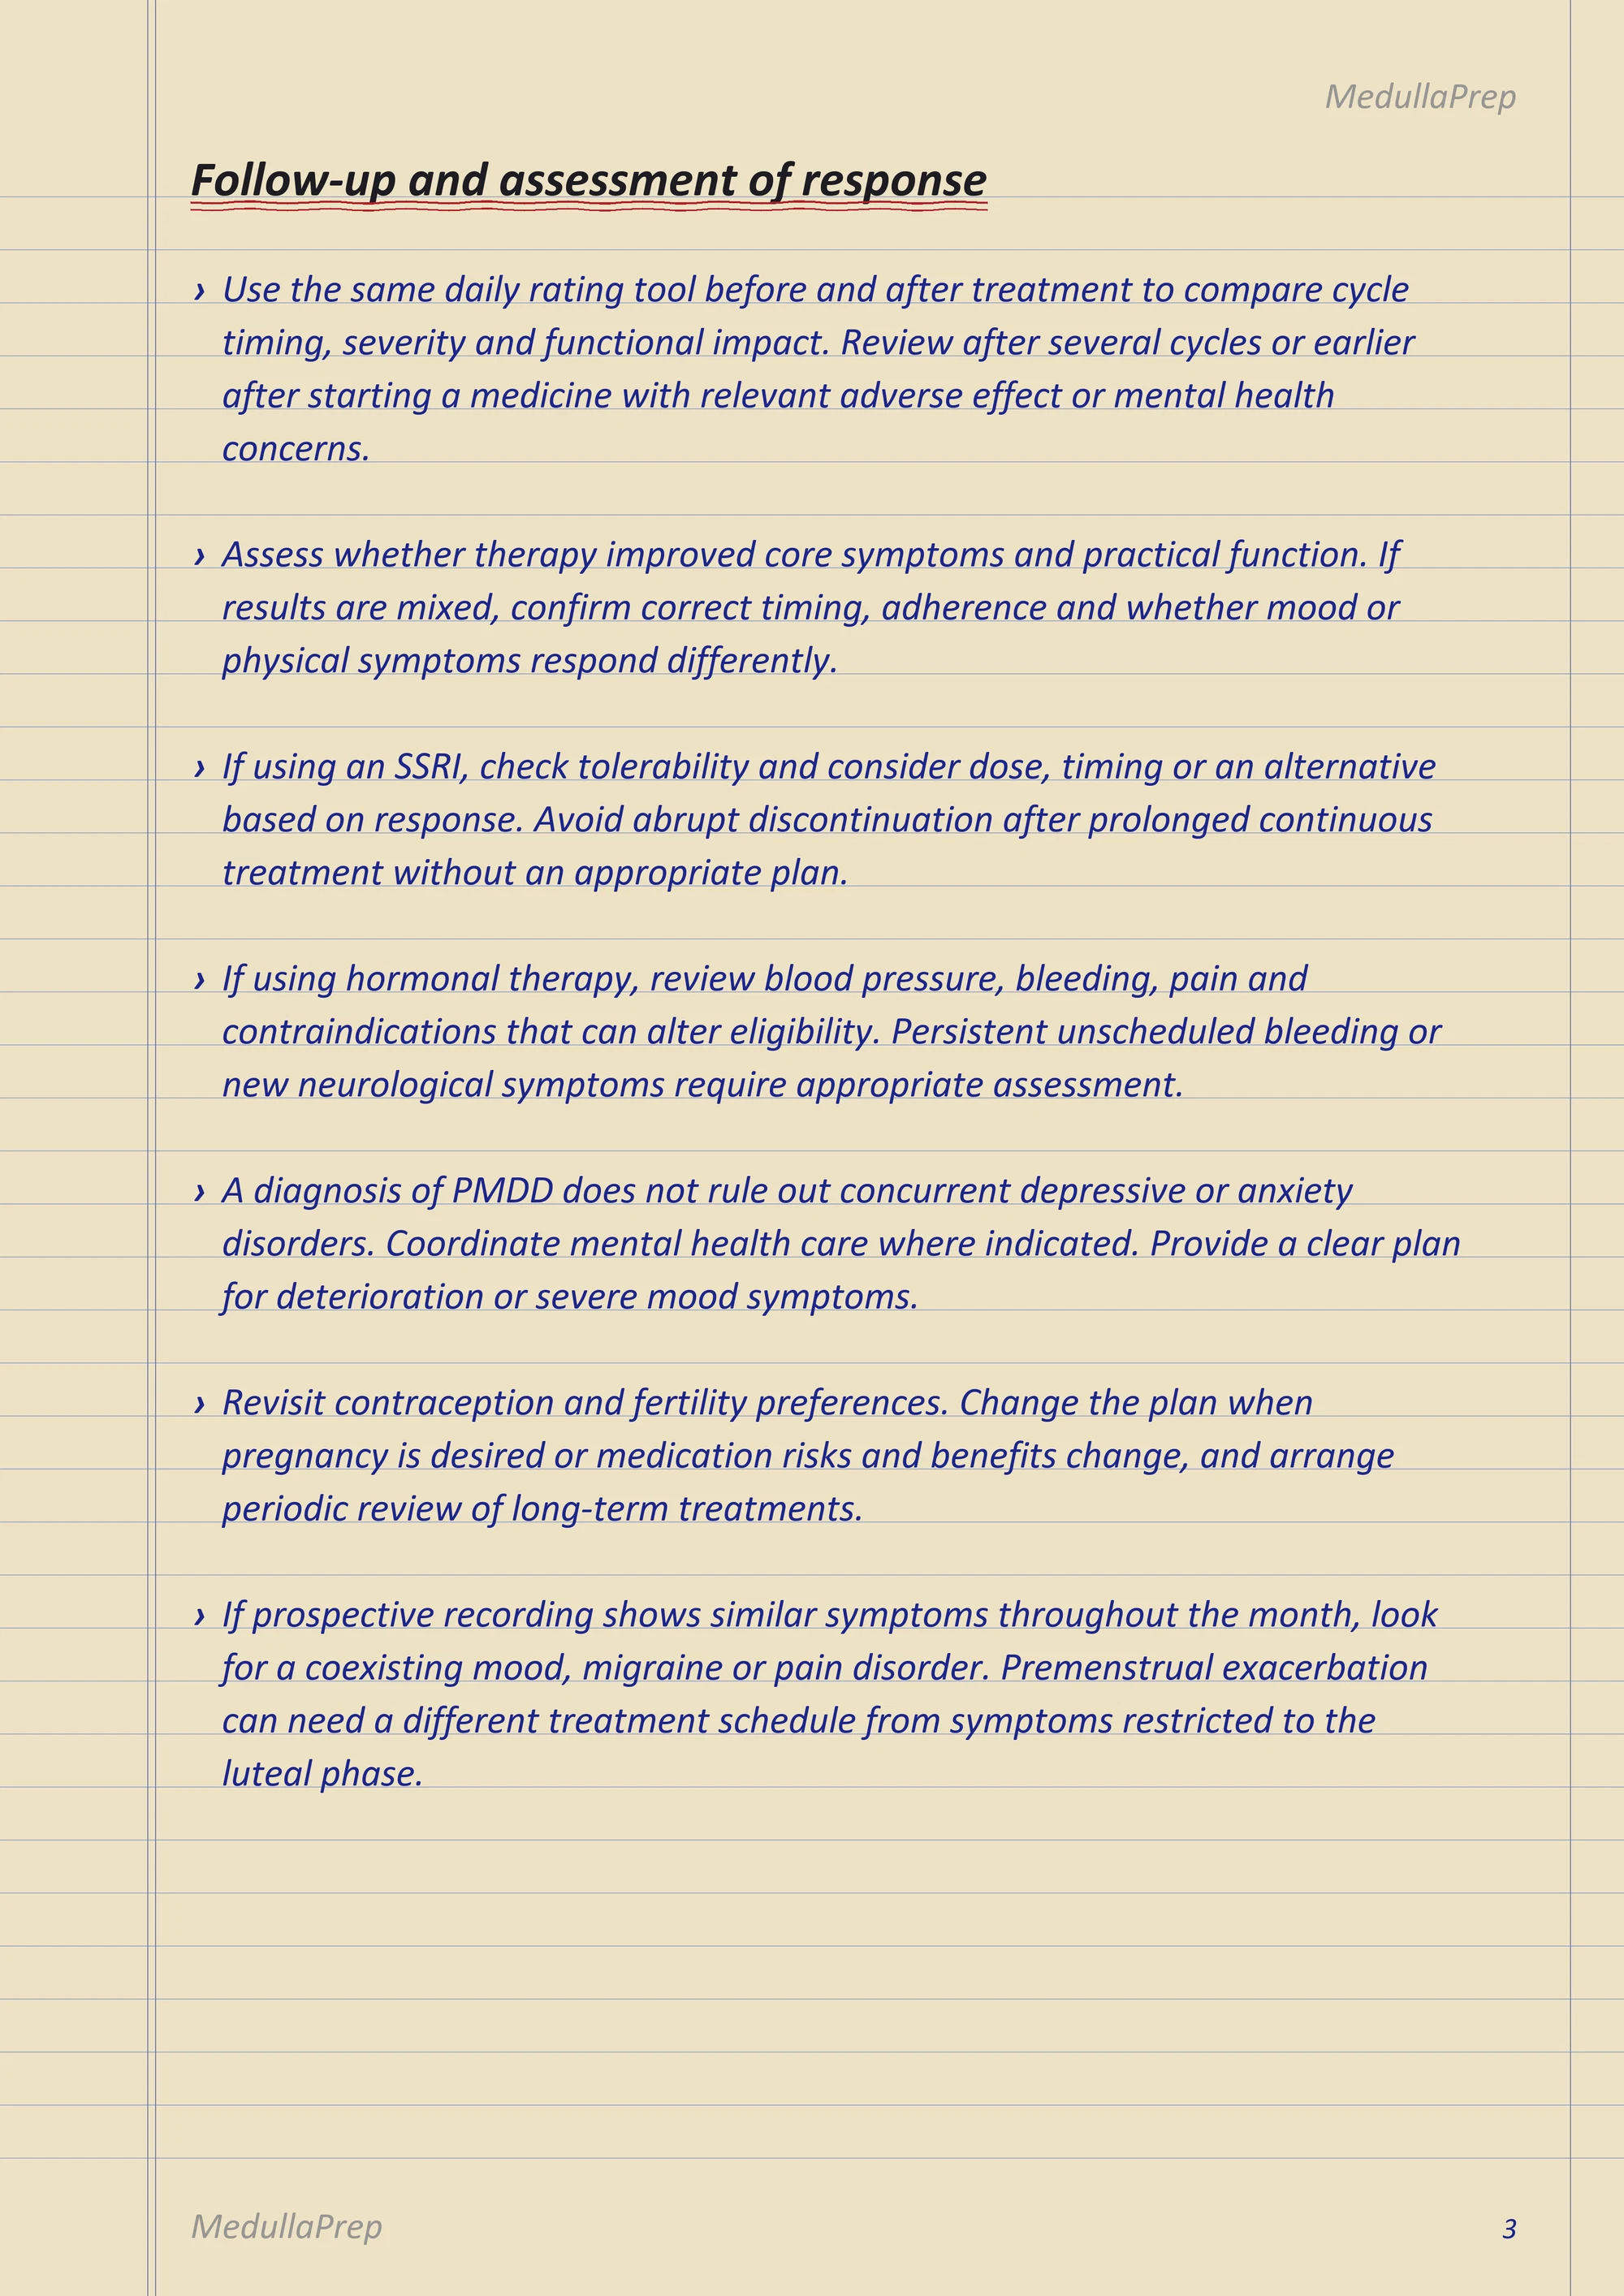 MedullaPrep
Follow-up and assessment of response
› Use the same daily rating tool before and after treatment to compare cycle
timing, severity and functional impact. Review after several cycles or earlier
after starting a medicine with relevant adverse effect or mental health
concerns.
› Assess whether therapy improved core symptoms and practical function. If
results are mixed, confirm correct timing, adherence and whether mood or
physical symptoms respond differently.
› If using an SSRI, check tolerability and consider dose, timing or an alternative
based on response. Avoid abrupt discontinuation after prolonged continuous
treatment without an appropriate plan.
› If using hormonal therapy, review blood pressure, bleeding, pain and
contraindications that can alter eligibility. Persistent unscheduled bleeding or
new neurological symptoms require appropriate assessment.
› A diagnosis of PMDD does not rule out concurrent depressive or anxiety
disorders. Coordinate mental health care where indicated. Provide a clear plan
for deterioration or severe mood symptoms.
› Revisit contraception and fertility preferences. Change the plan when
pregnancy is desired or medication risks and benefits change, and arrange
periodic review of long-term treatments.
› If prospective recording shows similar symptoms throughout the month, look
for a coexisting mood, migraine or pain disorder. Premenstrual exacerbation
can need a different treatment schedule from symptoms restricted to the
luteal phase.
MedullaPrep
3